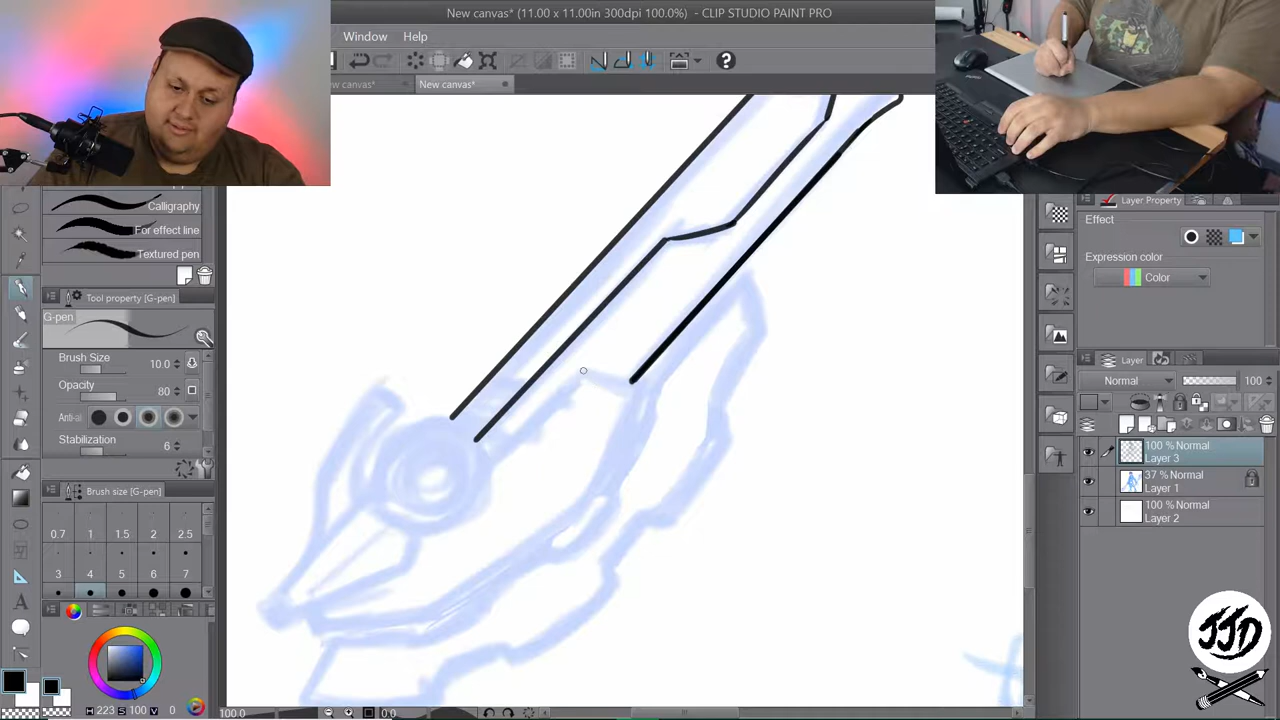 New canvas* (11.00 x 11.00in 300dpi 100.0%) - CLIP STUDIO PAINT PRO
Window Help
canvas* New canvas*
Calligraphy
For effect line
Textured pen
Tool property [G-pen]
G-pen
Brush Size 10.0
Opacity 80
Anti-al
Stabilization 6
Brush size [G-pen]
0.7 1 1.5 2 2.5
3 4 5 6 7
H 223 S 100 V 0
100.0 0.0
Layer Property
Effect
Expression color
Color
Layer
Normal 100
100 % Normal
Layer 3
37 % Normal
Layer 1
100 % Normal
Layer 2
JJD